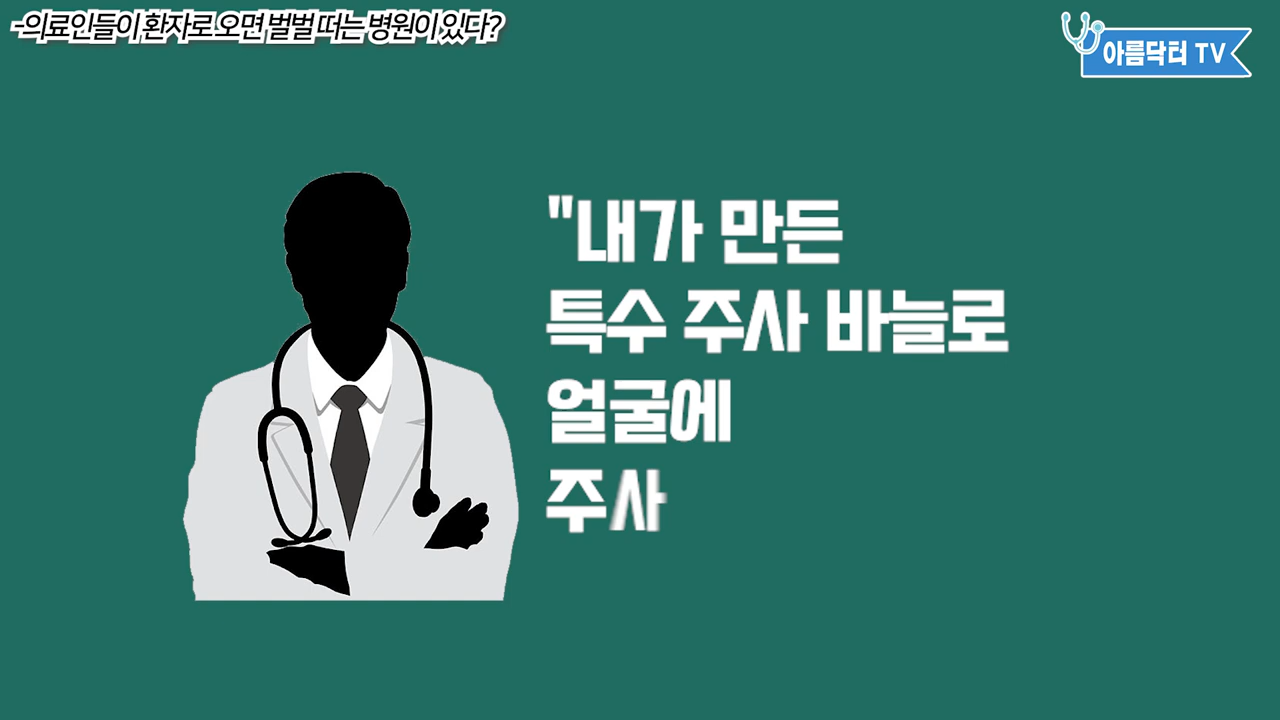 -의료인들이 환자로 오면 벌벌 떠는 병원이 있다?
아름닥터 TV
"내가 만든
특수 주사 바늘로
얼굴에
주사